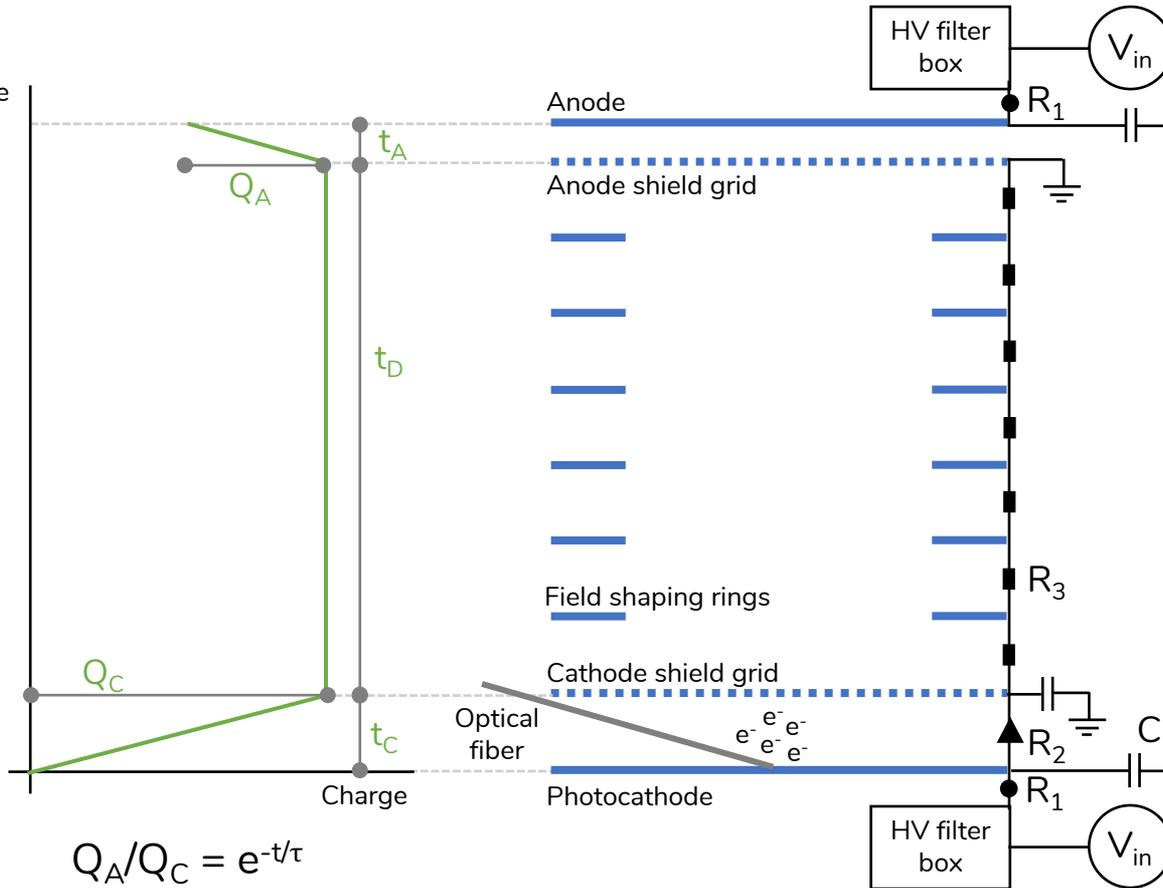 HV filter
box
V_in
e
Anode
R_1
t_A
Q_A
Anode shield grid
t_D
R_3
Field shaping rings
Q_C
Cathode shield grid
Optical
fiber
t_C
e⁻
e⁻
e⁻
e⁻
e⁻
R_2
C
Charge
Photocathode
R_1
HV filter
box
V_in
Q_A/Q_C = e^-t/τ